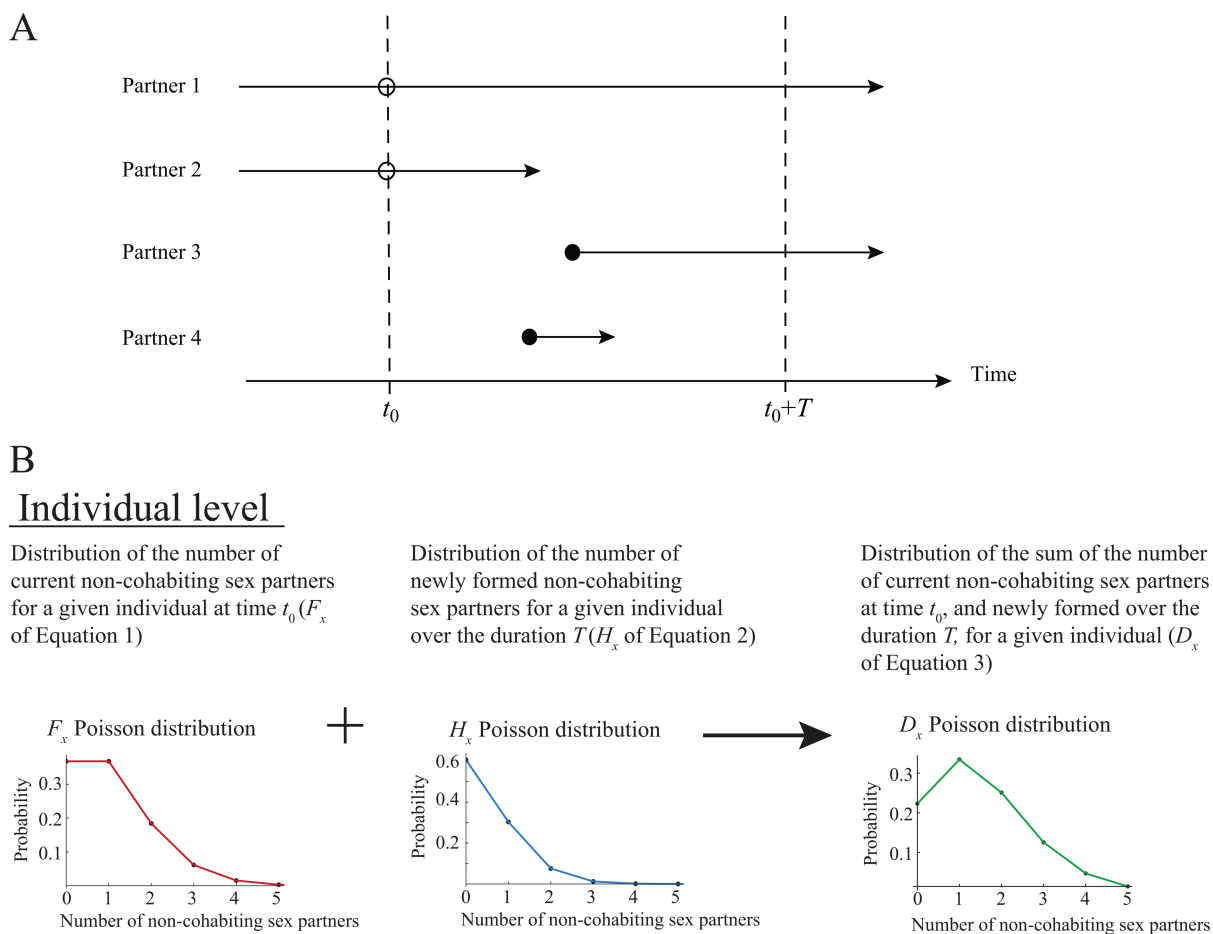 A
Partner 1
Partner 2
Partner 3
Partner 4
Time
t0
t0+T
B
Individual level
Distribution of the number of
current non-cohabiting sex partners
for a given individual at time t0 (Fx
of Equation 1)
Distribution of the number of
newly formed non-cohabiting
sex partners for a given individual
over the duration T (Hx of Equation 2)
Distribution of the sum of the number
of current non-cohabiting sex partners
at time t0, and newly formed over the
duration T, for a given individual (Dx
of Equation 3)
Fx Poisson distribution
+
Hx Poisson distribution
Dx Poisson distribution
Probability
0.3
0.2
0.1
0 1 2 3 4 5
Number of non-cohabiting sex partners
Probability
0.6
0.4
0.2
0 1 2 3 4 5
Number of non-cohabiting sex partners
Probability
0.3
0.2
0.1
0 1 2 3 4 5
Number of non-cohabiting sex partners